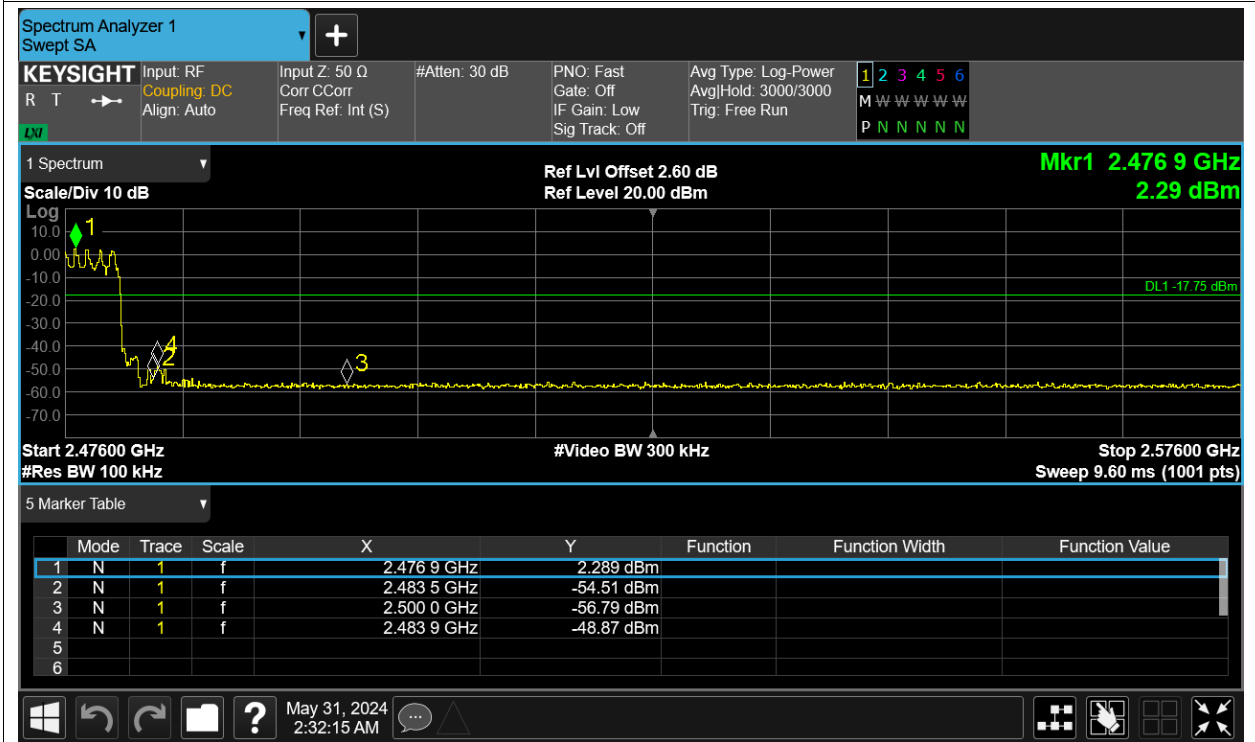 Spectrum Analyzer 1
Swept SA
+
KEYSIGHT Input: RF Input Z: 50 Ω #Atten: 30 dB PNO: Fast Avg Type: Log-Power 1 2 3 4 5 6
R T Coupling: DC Corr CCorr Gate: Off Avg|Hold: 3000/3000 M W W W W W
Align: Auto Freq Ref: Int (S) IF Gain: Low Trig: Free Run
LXI Sig Track: Off P N N N N N
1 Spectrum Ref Lvl Offset 2.60 dB Mkr1 2.476 9 GHz
Scale/Div 10 dB Ref Level 20.00 dBm 2.29 dBm
Log
10.0 1
0.00
-10.0
DL1 -17.75 dBm
-20.0
-30.0
-40.0 4
2 3
-50.0
-60.0
-70.0
Start 2.47600 GHz #Video BW 300 kHz Stop 2.57600 GHz
#Res BW 100 kHz Sweep 9.60 ms (1001 pts)
5 Marker Table
Mode Trace Scale X Y Function Function Width Function Value
1 N 1 f 2.476 9 GHz 2.289 dBm
2 N 1 f 2.483 5 GHz -54.51 dBm
3 N 1 f 2.500 0 GHz -56.79 dBm
4 N 1 f 2.483 9 GHz -48.87 dBm
5
6
? May 31, 2024
2:32:15 AM